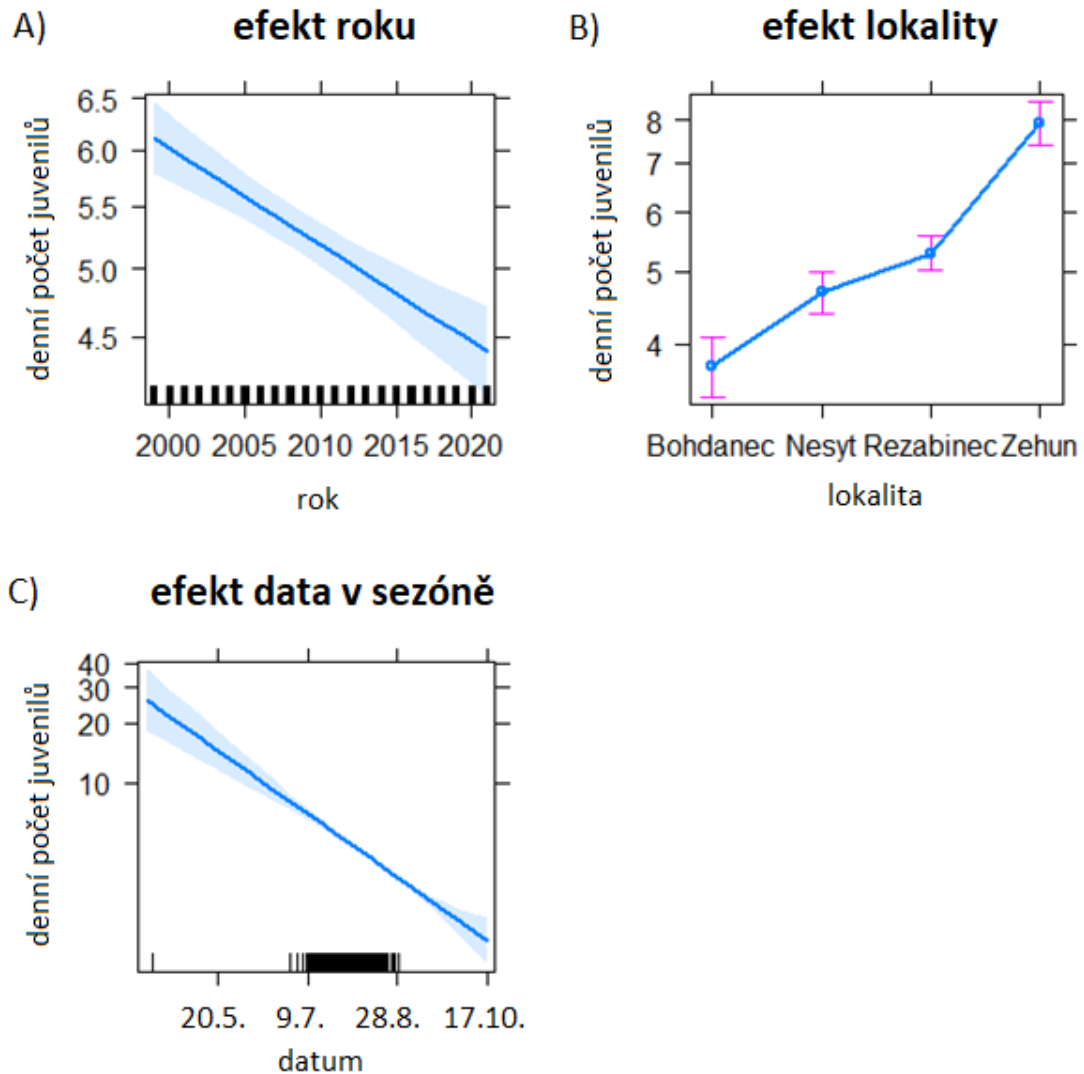 A) efekt roku
denní počet juvenilů
6.5
6.0
5.5
5.0
4.5
2000 2005 2010 2015 2020
rok
B) efekt lokality
denní počet juvenilů
8
7
6
5
4
Bohdanec Nesyt Rezabinec Zehun
lokalita
C) efekt data v sezóně
denní počet juvenilů
40
30
20
10
20.5. 9.7. 28.8. 17.10.
datum